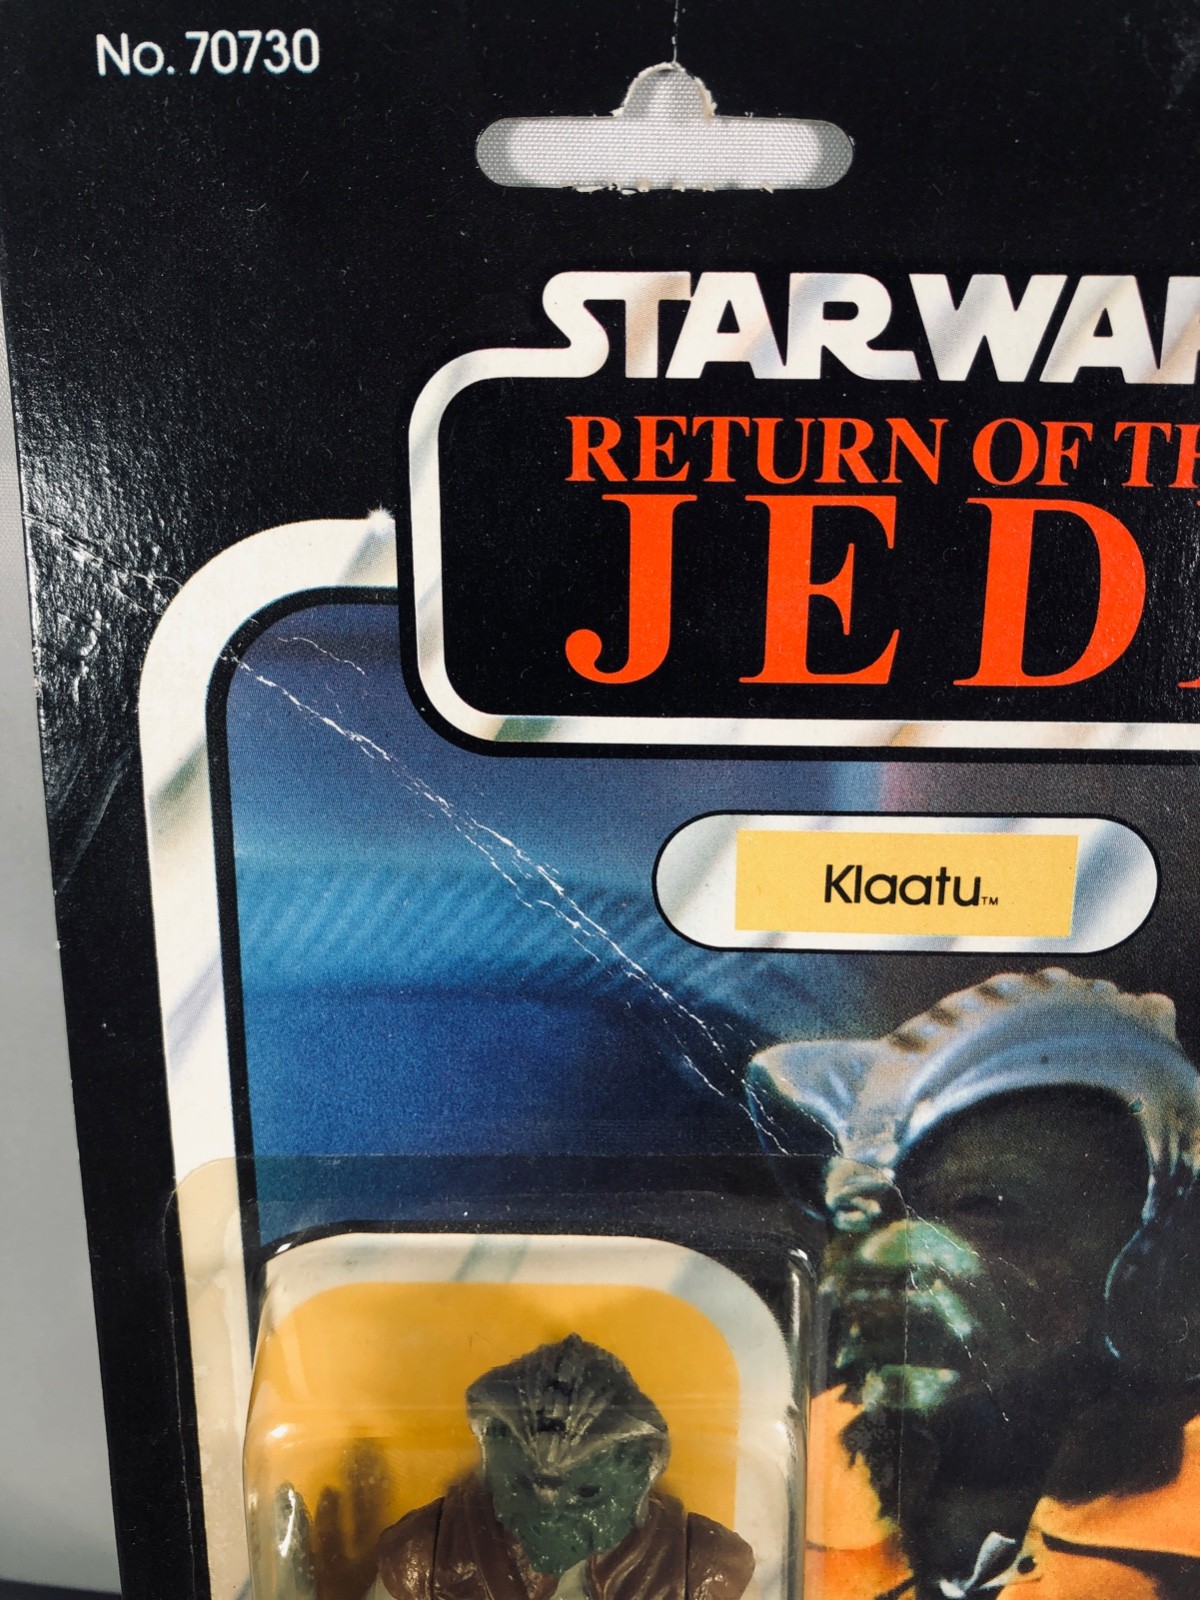 No. 70730
STAR WAR
RETURN OF TH
JED
Klaatu™